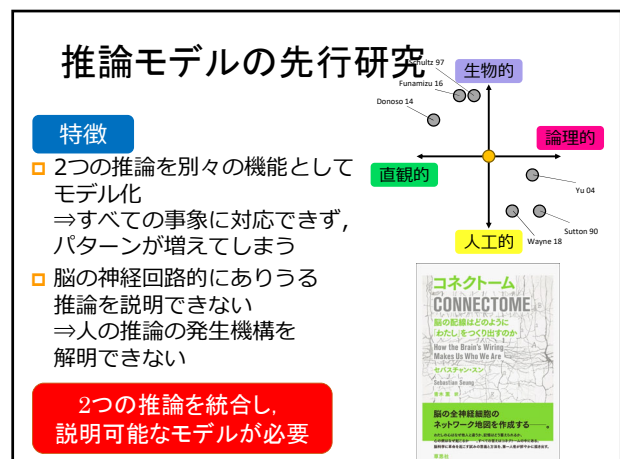 推論モデルの先行研究
Schultz 97
Funamizu 16
Donoso 14
生物的
論理的
直観的
人工的
Yu 04
Sutton 90
Wayne 18
特徴
2つの推論を別々の機能として
モデル化
⇒すべての事象に対応できず,
パターンが増えてしまう
脳の神経回路的にありうる
推論を説明できない
⇒人の推論の発生機構を
解明できない
2つの推論を統合し,
説明可能なモデルが必要
コネクトーム
CONNECTOME
脳の配線はどのように
「わたし」をつくり出すのか
How the Brain's Wiring
Makes Us Who We Are
セバスチャン・スン
Sebastian Seung
青木 薫 訳
脳の全神経細胞の
ネットワーク地図を作成する
草思社